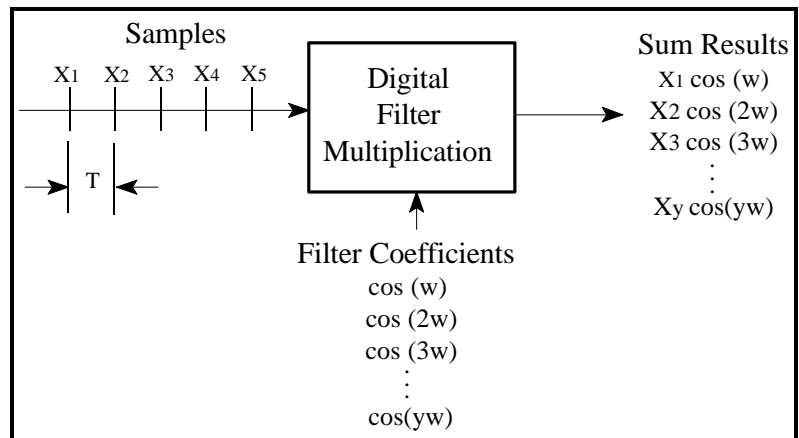 Samples
X1 X2 X3 X4 X5
T
Digital
Filter
Multiplication
Filter Coefficients
cos (w)
cos (2w)
cos (3w)
⋮
cos(yw)
Sum Results
X1 cos (w)
X2 cos (2w)
X3 cos (3w)
⋮
Xy cos(yw)